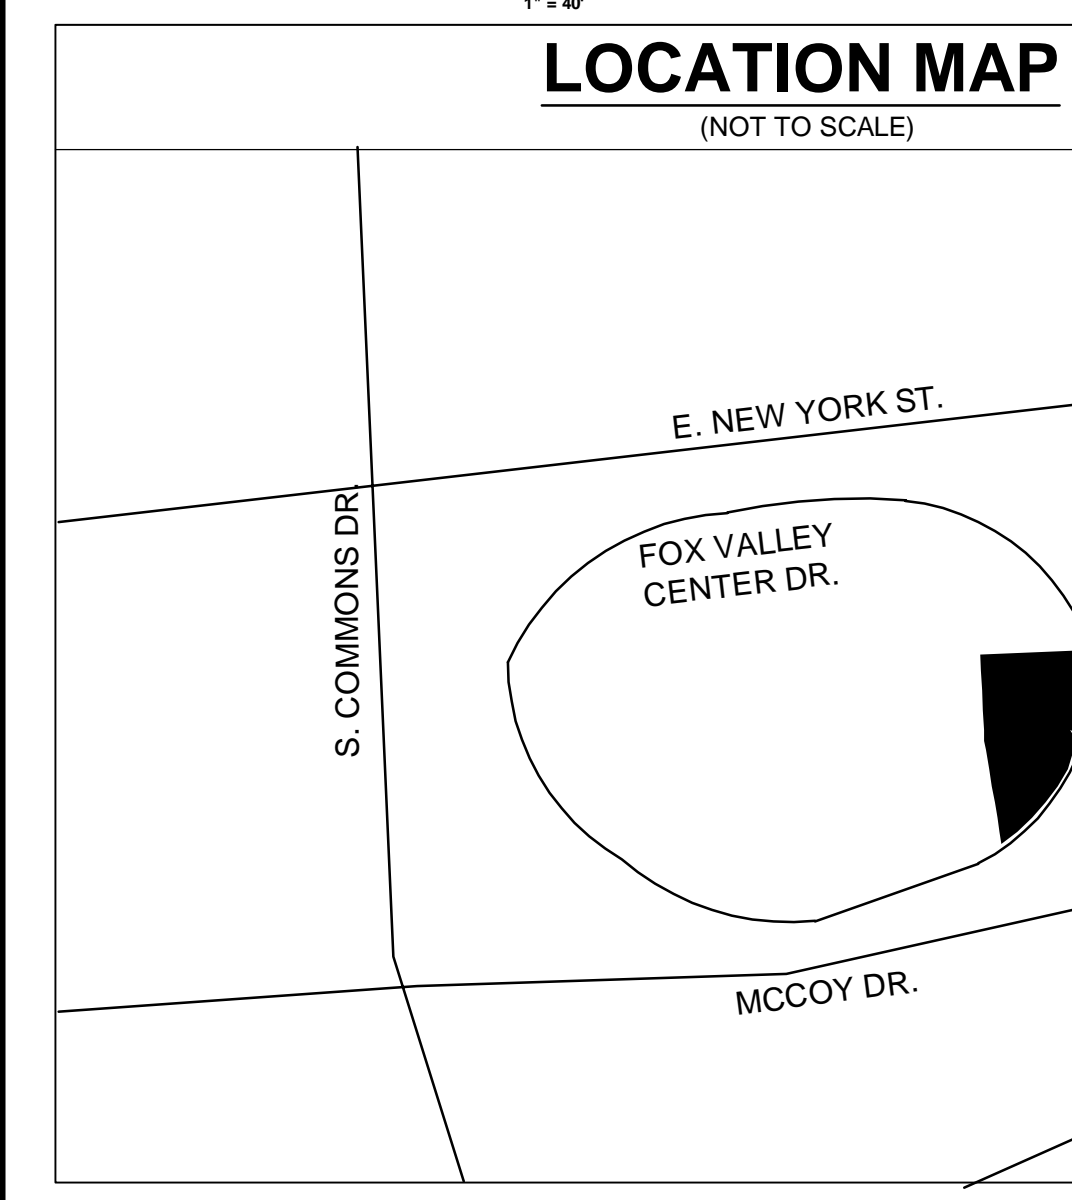 1" = 40'
LOCATION MAP
(NOT TO SCALE)
E. NEW YORK ST.
S. COMMONS DR.
FOX VALLEY
CENTER DR.
MCCOY DR.